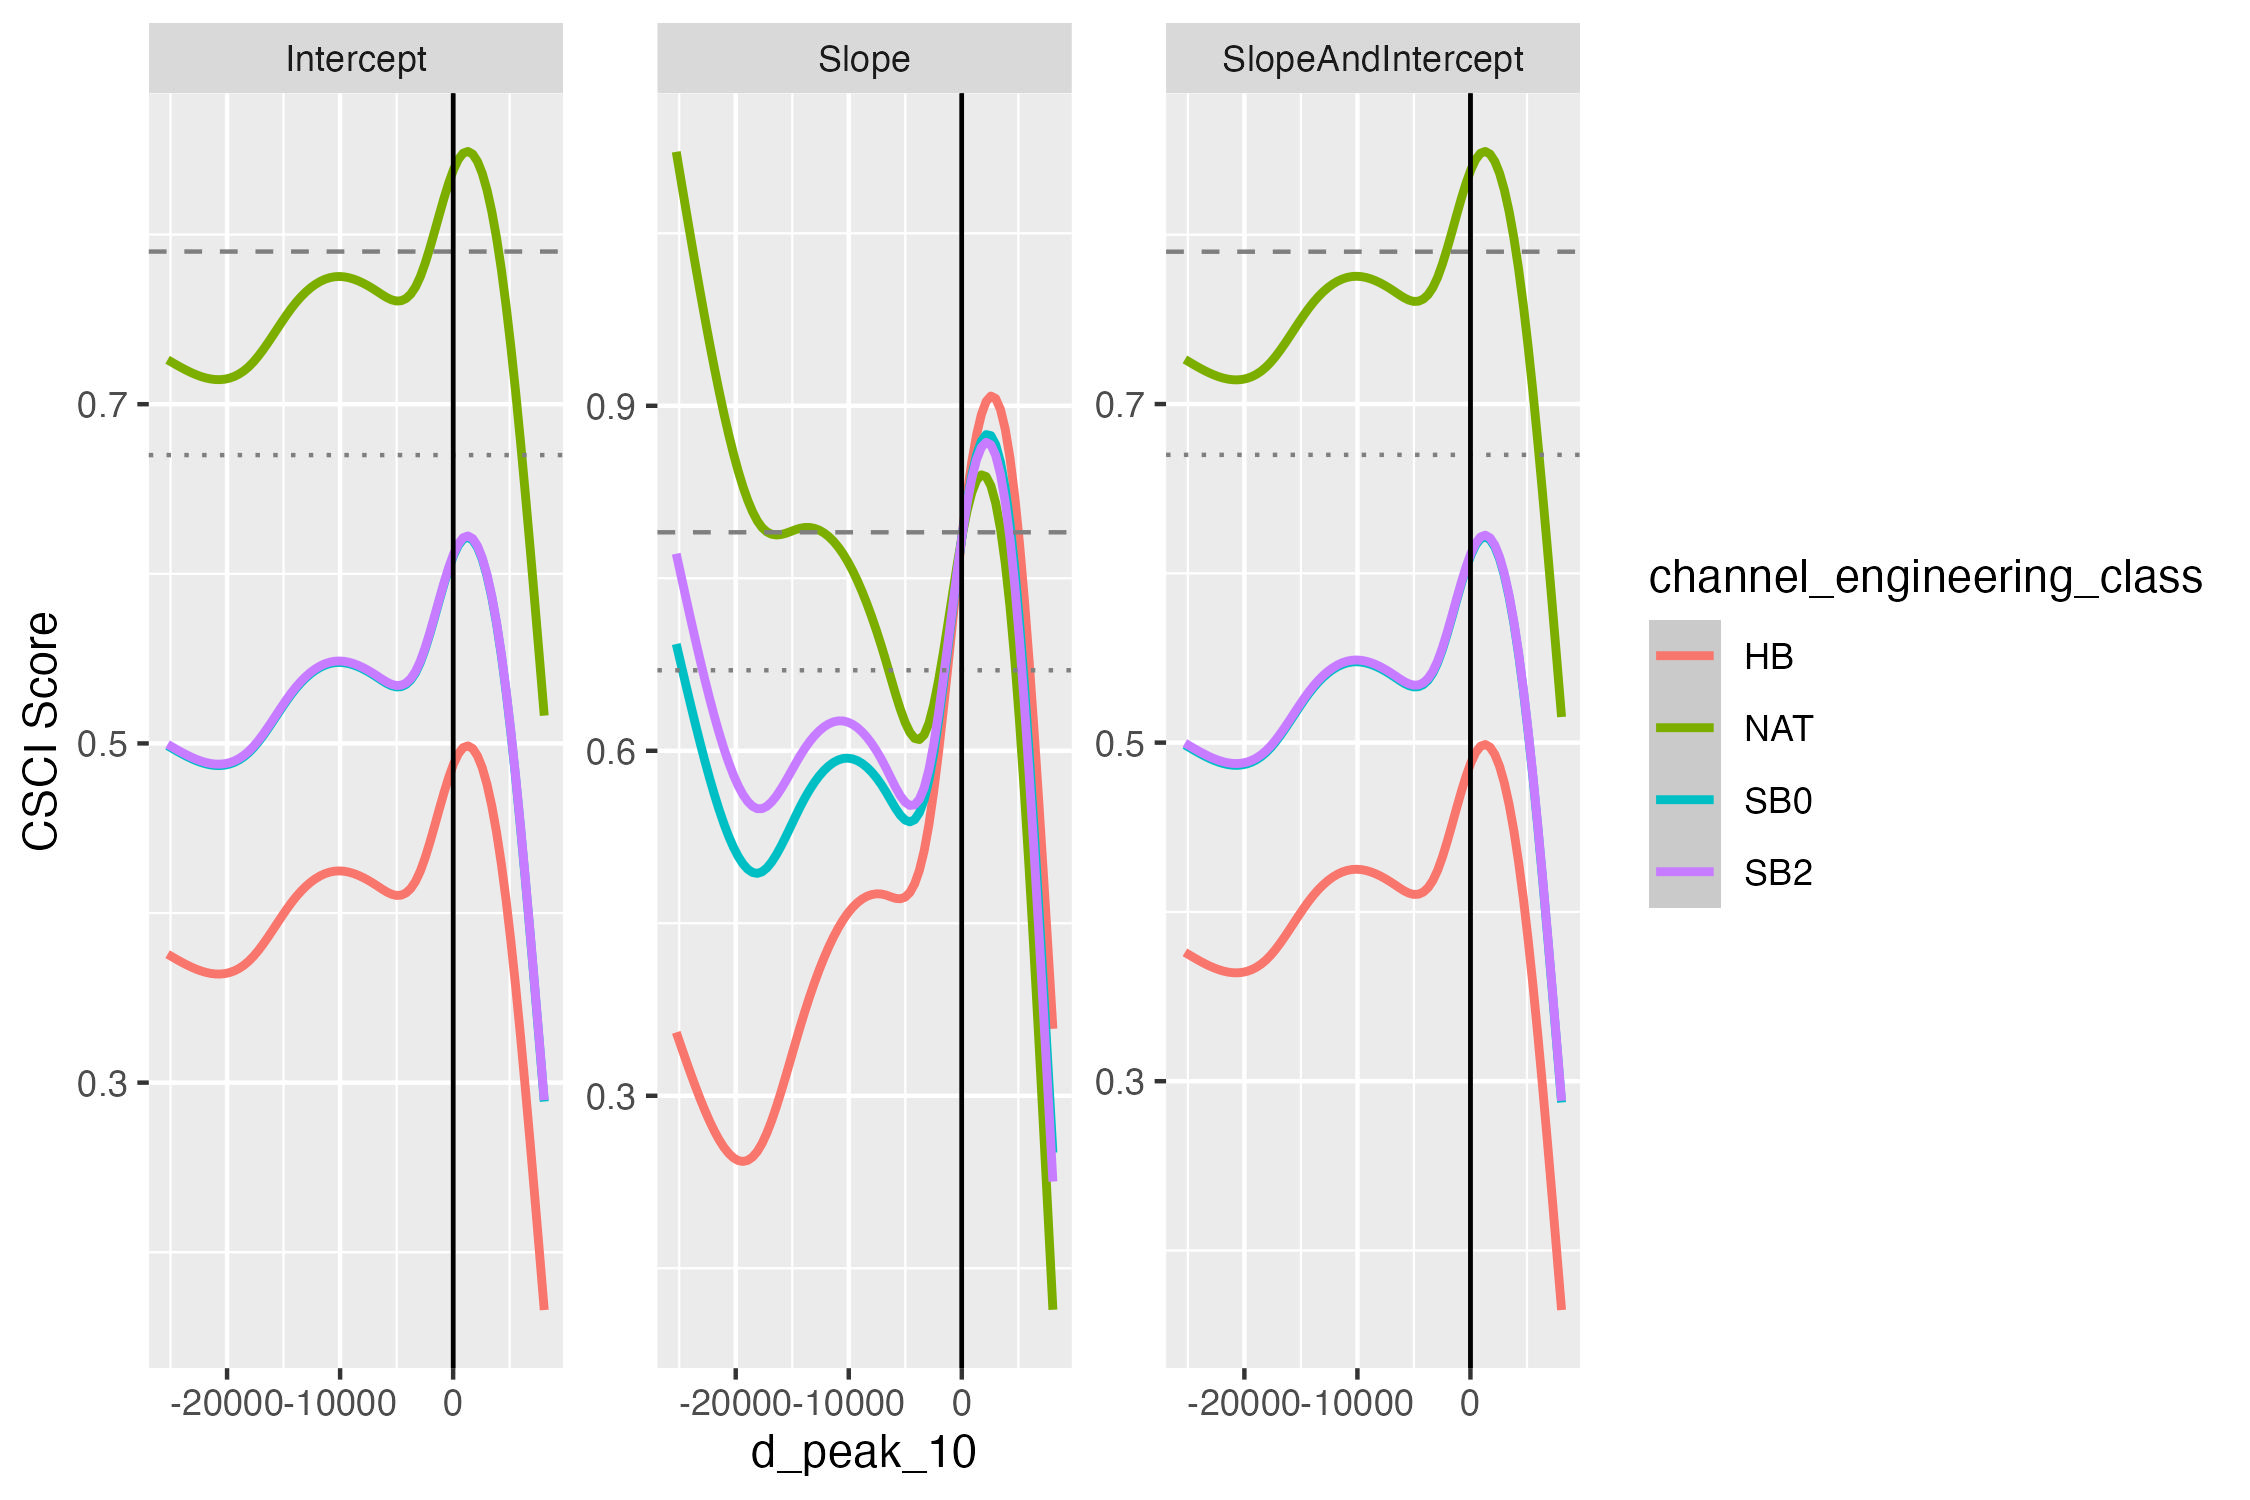 Intercept
Slope
SlopeAndIntercept
CSCI Score
0.7
0.5
0.3
0.9
0.6
0.3
0.7
0.5
0.3
-20000 -10000 0
-20000 -10000 0
-20000 -10000 0
d_peak_10
channel_engineering_class
HB
NAT
SB0
SB2